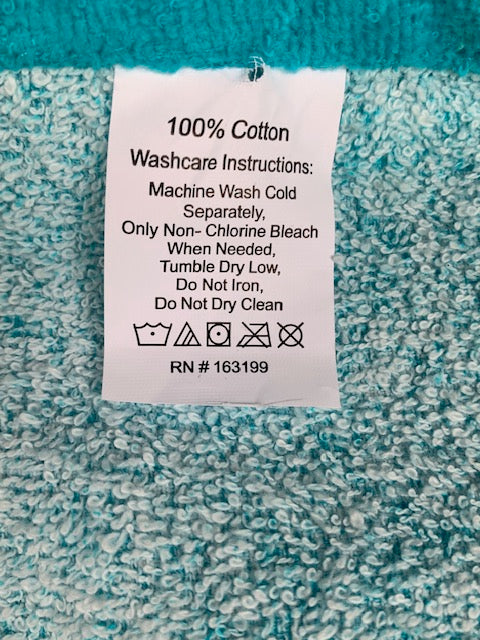 100% Cotton
Washcare Instructions:
Machine Wash Cold
Separately,
Only Non- Chlorine Bleach
When Needed,
Tumble Dry Low,
Do Not Iron,
Do Not Dry Clean
RN # 163199